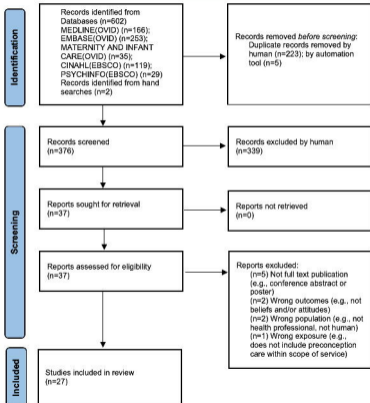 Identification
Records identified from
Databases (n=602)
MEDLINE(OVID) (n=166);
EMBASE(OVID) (n=253);
MATERNITY AND INFANT
CARE(OVID) (n=35);
CINAHL(EBSCO) (n=119);
PSYCHINFO(EBSCO) (n=29)
Records identified from hand
searches (n=2)
Records removed before screening:
Duplicate records removed by
human (n=223); by automation
tool (n=5)
Screening
Records screened
(n=376)
Records excluded by human
(n=339)
Reports sought for retrieval
(n=37)
Reports not retrieved
(n=0)
Reports assessed for eligibility
(n=37)
Reports excluded:
(n=5) Not full text publication
(e.g., conference abstract or
poster)
(n=2) Wrong outcomes (e.g., not
beliefs and/or attitudes)
(n=2) Wrong population (e.g., not
health professional, not human)
(n=1) Wrong exposure (e.g.,
does not include preconception
care within scope of service)
Included
Studies included in review
(n=27)